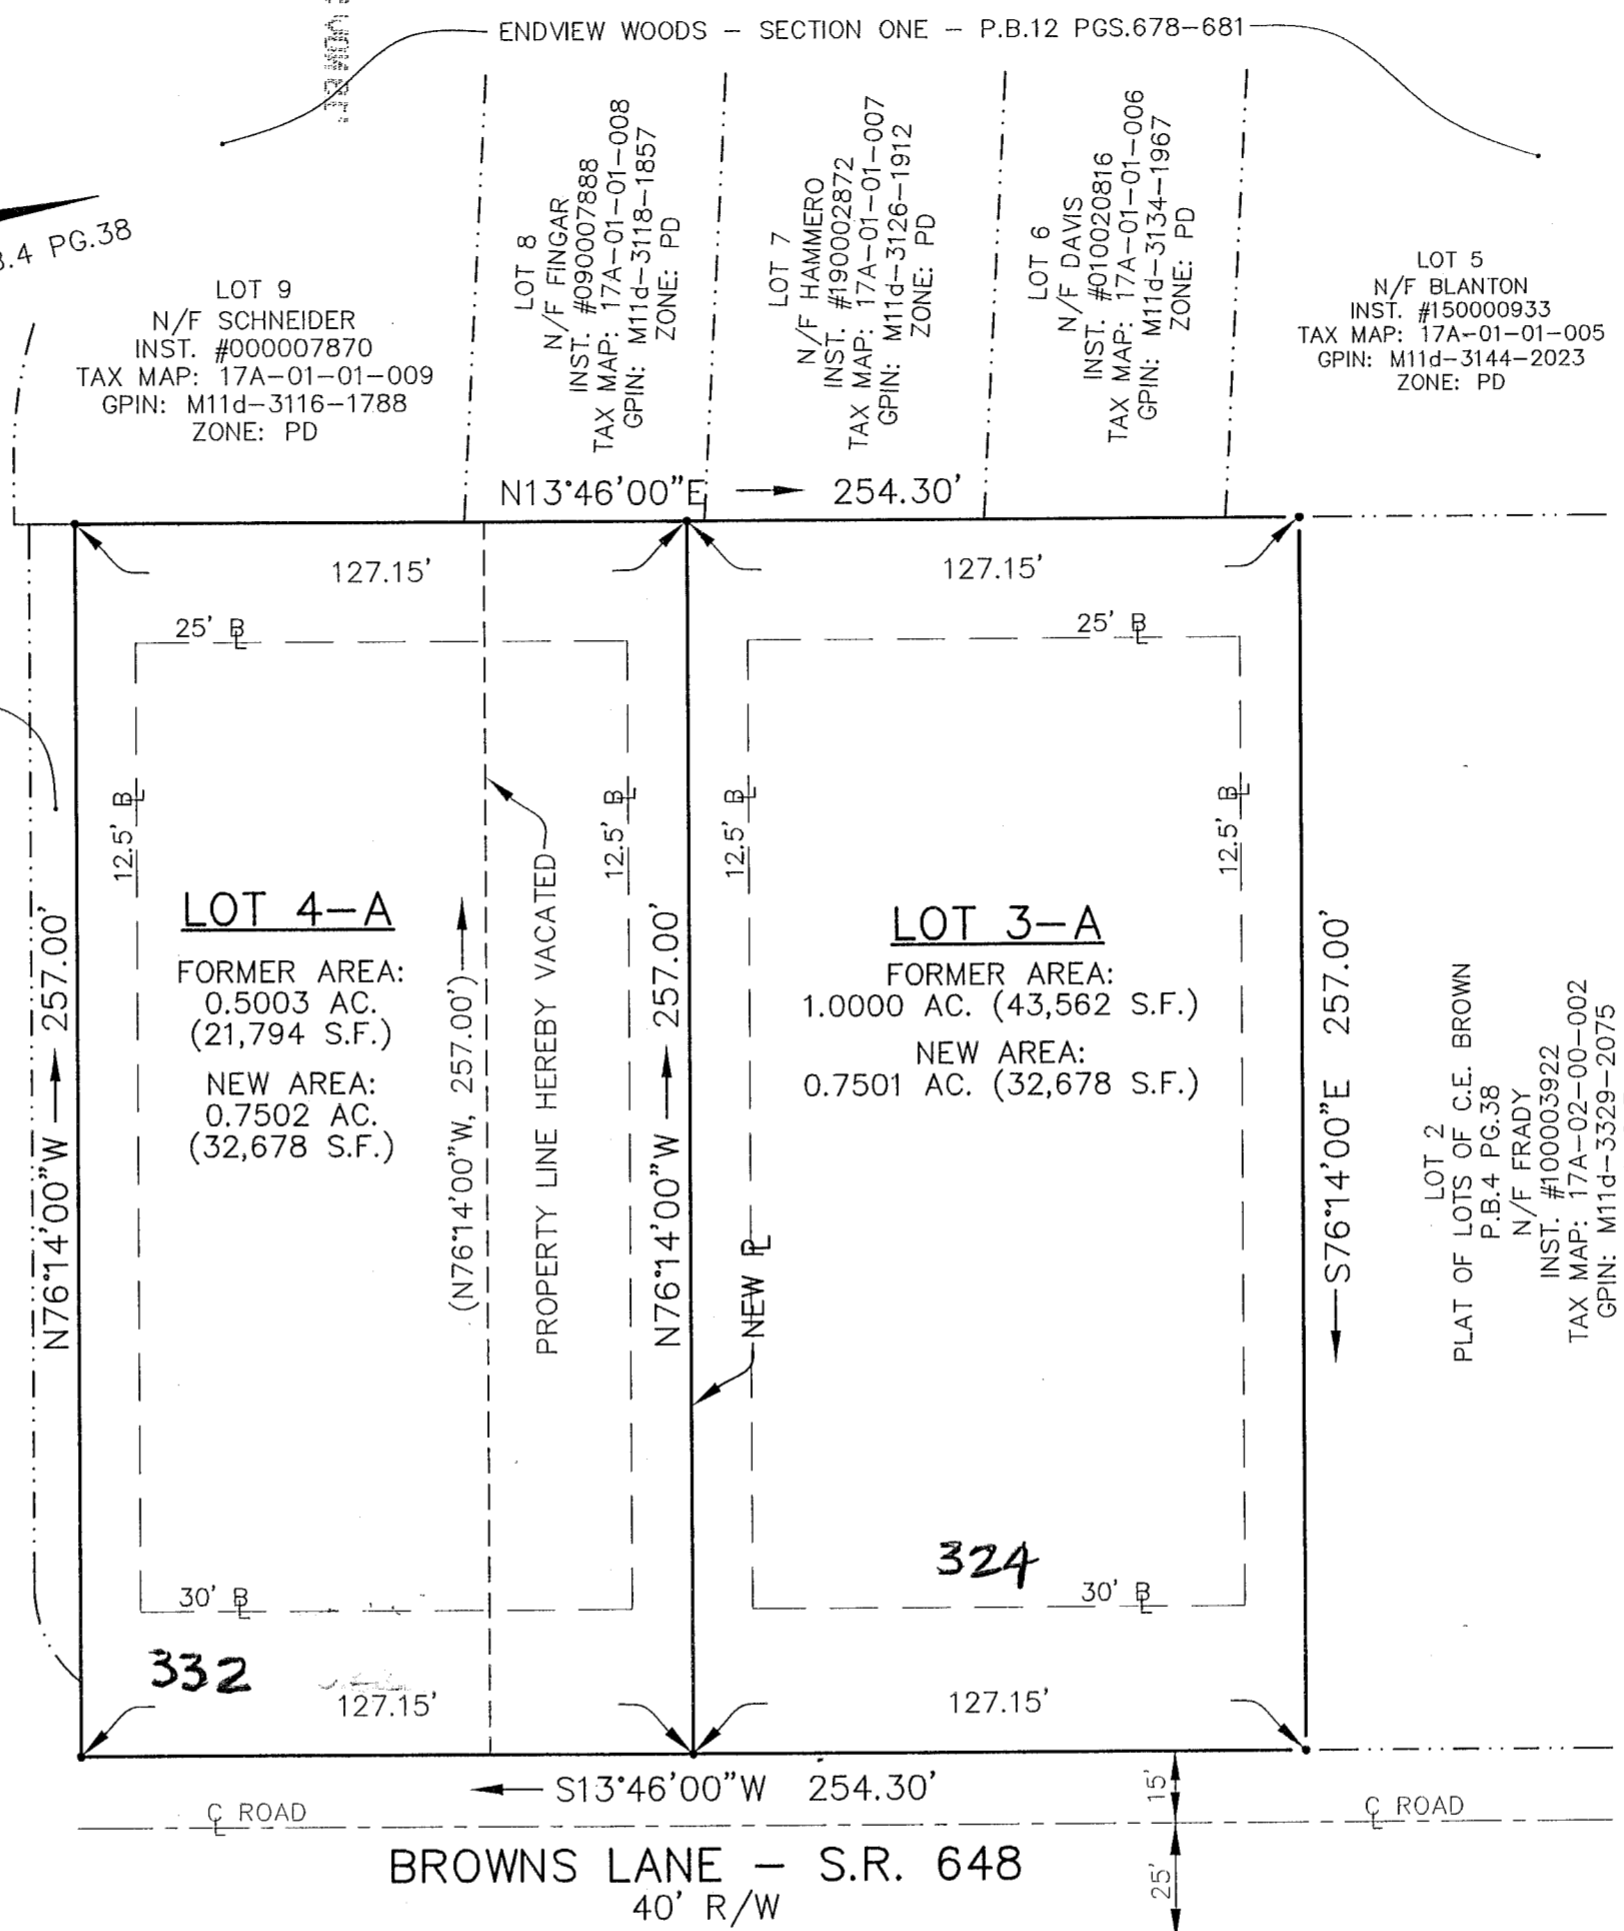 ENDVIEW WOODS – SECTION ONE – P.B.12 PGS.678–681
.4 PG.38
LOT 9
N/F SCHNEIDER
INST. #000007870
TAX MAP: 17A–01–01–009
GPIN: M11d–3116–1788
ZONE: PD
LOT 8
N/F FINGAR
INST. #090007888
TAX MAP: 17A–01–01–008
GPIN: M11d–3118–1857
ZONE: PD
LOT 7
N/F HAMMERO
INST. #190002872
TAX MAP: 17A–01–01–007
GPIN: M11d–3126–1912
ZONE: PD
LOT 6
N/F DAVIS
INST. #010020816
TAX MAP: 17A–01–01–006
GPIN: M11d–3134–1967
ZONE: PD
LOT 5
N/F BLANTON
INST. #150000933
TAX MAP: 17A–01–01–005
GPIN: M11d–3144–2023
ZONE: PD
N13°46'00"E 254.30'
127.15'
127.15'
25' BL
25' BL
12.5' BL
12.5' BL
12.5' BL
12.5' BL
LOT 4–A
FORMER AREA:
0.5003 AC.
(21,794 S.F.)
NEW AREA:
0.7502 AC.
(32,678 S.F.)
LOT 3–A
FORMER AREA:
1.0000 AC. (43,562 S.F.)
NEW AREA:
0.7501 AC. (32,678 S.F.)
N76°14'00"W 257.00'
(N76°14'00"W, 257.00')
PROPERTY LINE HEREBY VACATED
N76°14'00"W 257.00'
NEW PL
S76°14'00"E 257.00'
LOT 2
PLAT OF LOTS OF C.E. BROWN
P.B.4 PG.38
N/F FRADY
INST. #100003922
TAX MAP: 17A–02–00–002
GPIN: M11d–3329–2075
324
30' BL
30' BL
332
127.15'
127.15'
S13°46'00"W 254.30'
15'
CL ROAD
CL ROAD
BROWNS LANE – S.R. 648
40' R/W
25'